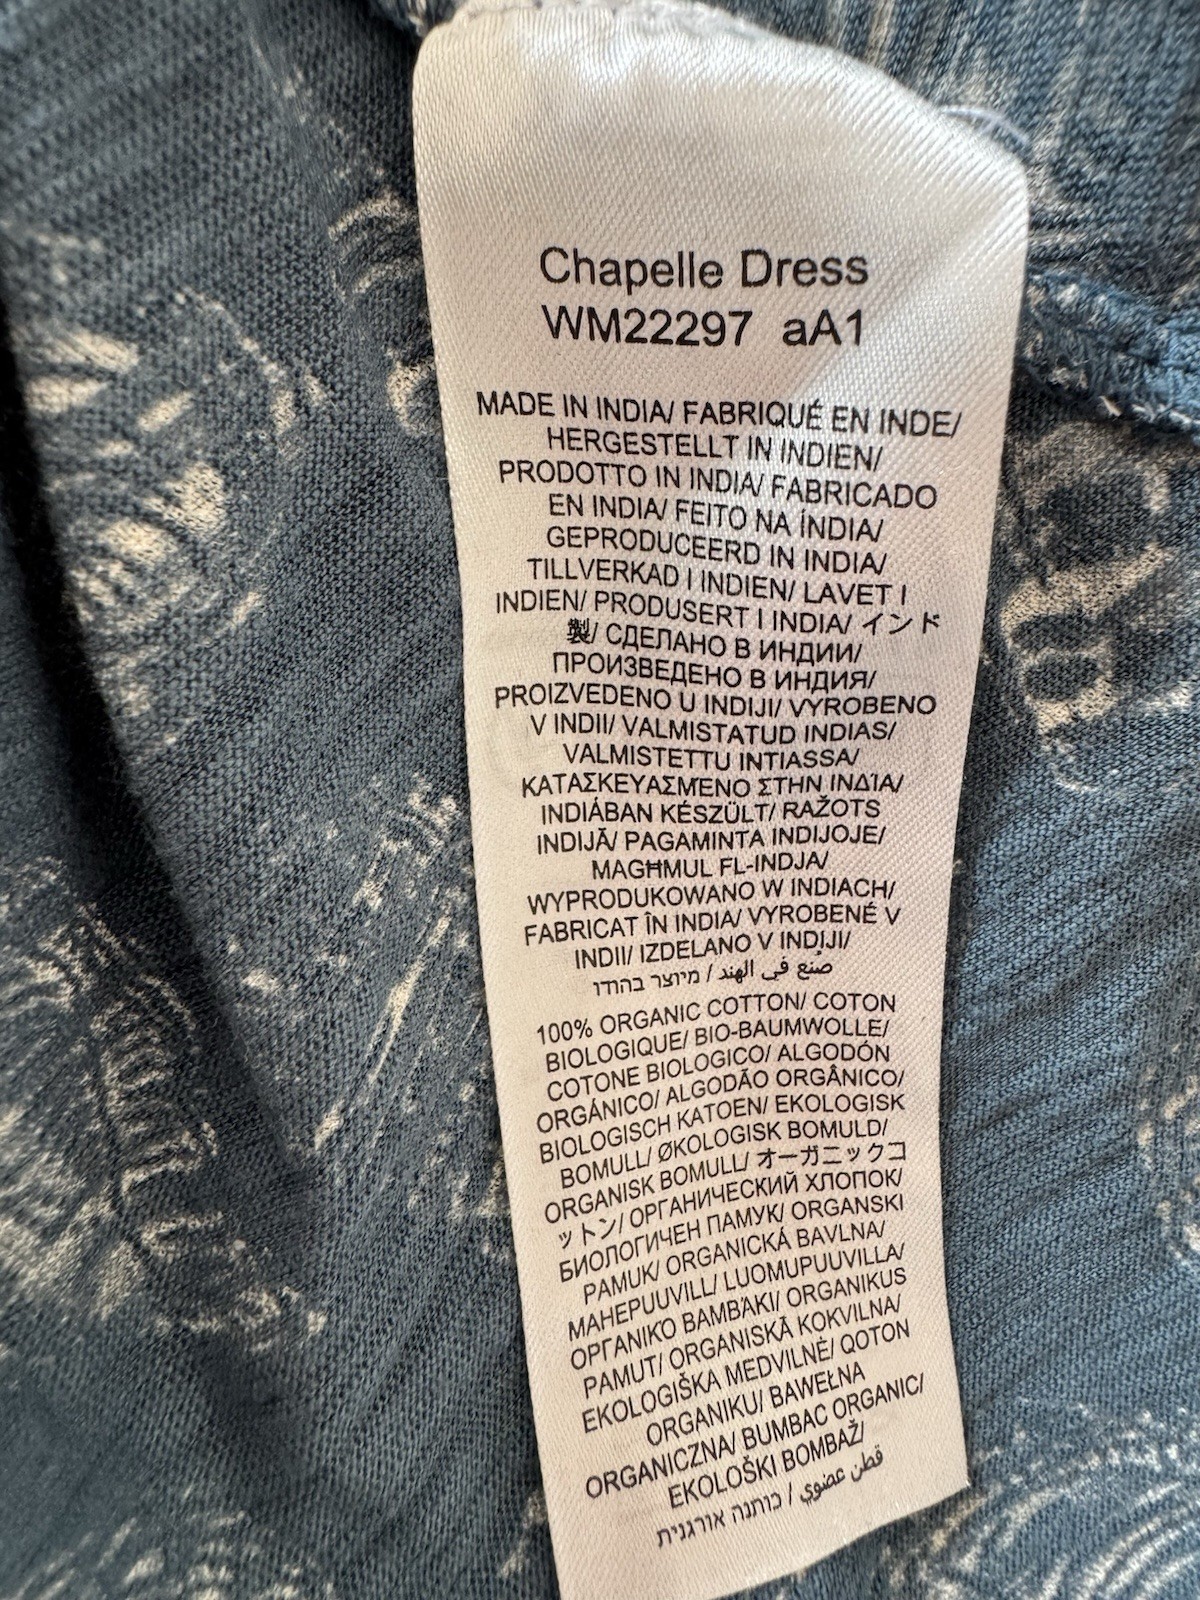 Chapelle Dress
WM22297 aA1
MADE IN INDIA/ FABRIQUÉ EN INDE/
HERGESTELLT IN INDIEN/
PRODOTTO IN INDIA/ FABRICADO
EN INDIA/ FEITO NA ÍNDIA/
GEPRODUCEERD IN INDIA/
TILLVERKAD I INDIEN/ LAVET I
INDIEN/ PRODUSERT I INDIA/ インド
製/ СДЕЛАНО В ИНДИИ/
ПРОИЗВЕДЕНО В ИНДИЯ/
PROIZVEDENO U INDIJI/ VYROBENO
V INDII/ VALMISTATUD INDIAS/
VALMISTETTU INTIASSA/
ΚΑΤΑΣΚΕΥΑΣΜΈΝΟ ΣΤΗΝ ΙΝΔΊΑ/
INDIÁBAN KÉSZÜLT/ RAŽOTS
INDIJĀ/ PAGAMINTA INDIJOJE/
MAGĦMUL FL-INDJA/
WYPRODUKOWANO W INDIACH/
FABRICAT ÎN INDIA/ VYROBENÉ V
INDII/ IZDELANO V INDIJI/
صُنع في الهند / מיוצר בהודו
100% ORGANIC COTTON/ COTON
BIOLOGIQUE/ BIO-BAUMWOLLE/
COTONE BIOLOGICO/ ALGODÓN
ORGÁNICO/ ALGODÃO ORGÂNICO/
BIOLOGISCH KATOEN/ EKOLOGISK
BOMULL/ ØKOLOGISK BOMULD/
ORGANISK BOMULL/ オーガニックコ
ットン/ ОРГАНИЧЕСКИЙ ХЛОПОК/
БИОЛОГИЧЕН ПАМУК/ ORGANSKI
PAMUK/ ORGANICKÁ BAVLNA/
MAHEPUUVILL/ LUOMUPUUVILLA/
ΟΡΓΑΝΙΚΟ ΒΑΜΒΆΚΙ/ ORGANIKUS
PAMUT/ ORGANISKĀ KOKVILNA/
EKOLOGIŠKA MEDVILNĖ/ QOTON
ORGANIKU/ BAWEŁNA
ORGANICZNA/ BUMBAC ORGANIC/
EKOLOŠKI BOMBAŽ/
قطن عضوي / כותנה אורגנית